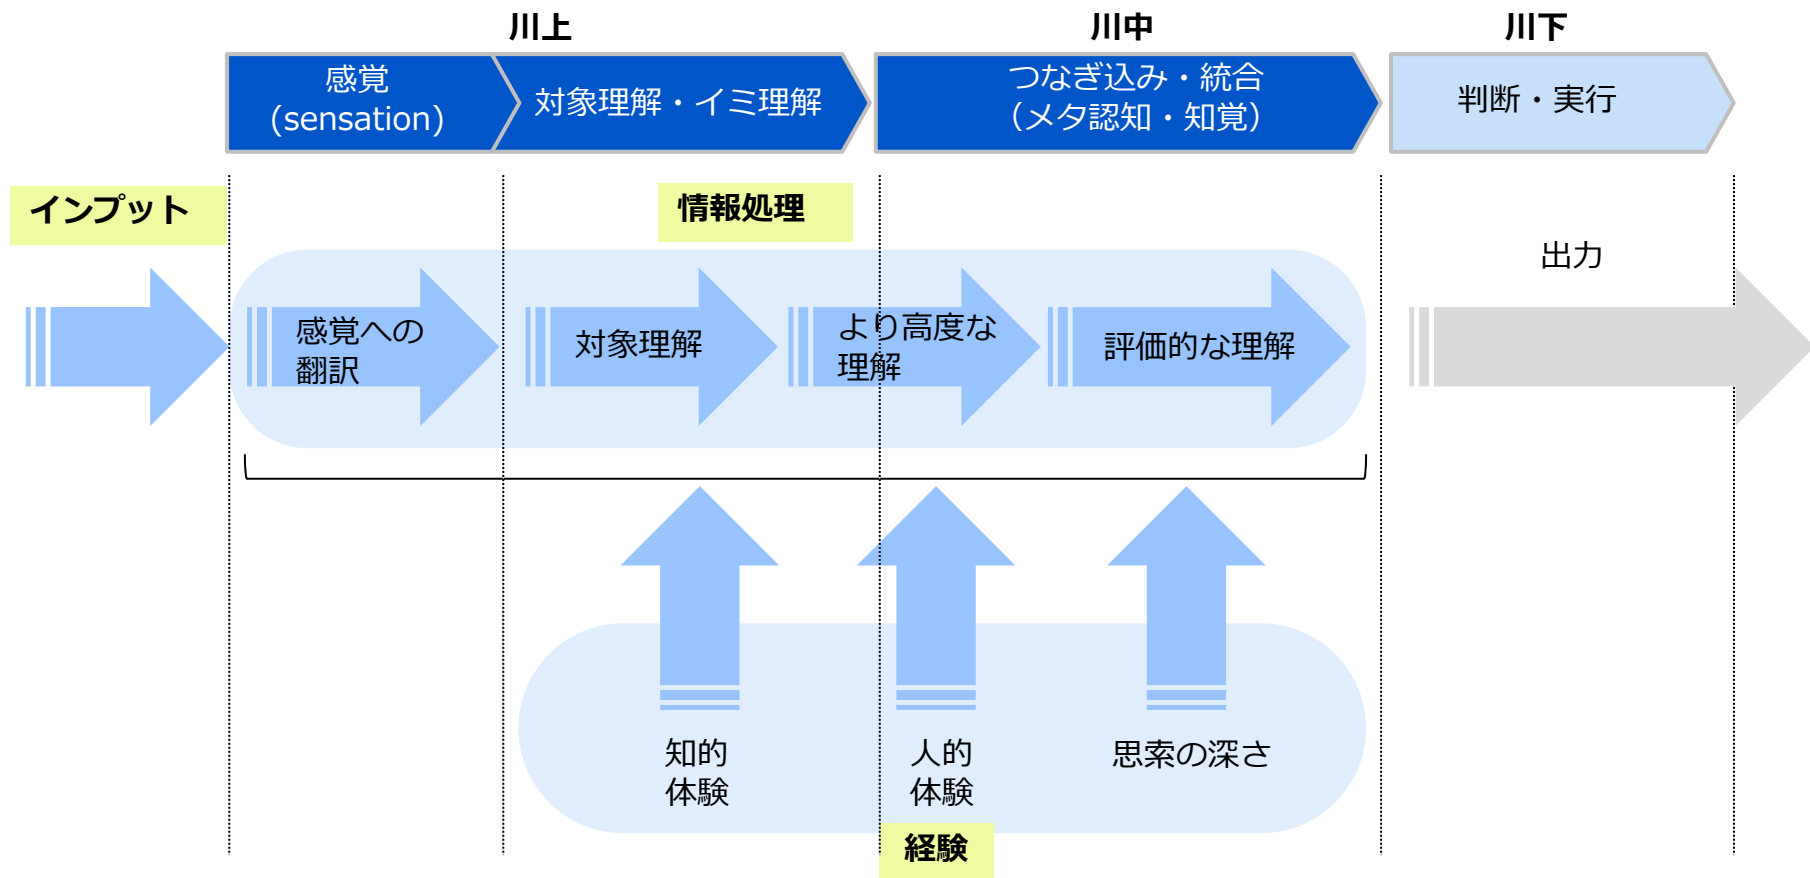 川上
川中
川下
感覚
(sensation)
対象理解・イミ理解
つなぎ込み・統合
（メタ認知・知覚）
判断・実行
インプット
情報処理
出力
感覚への
翻訳
対象理解
より高度な
理解
評価的な理解
知的
体験
人的
体験
思索の深さ
経験